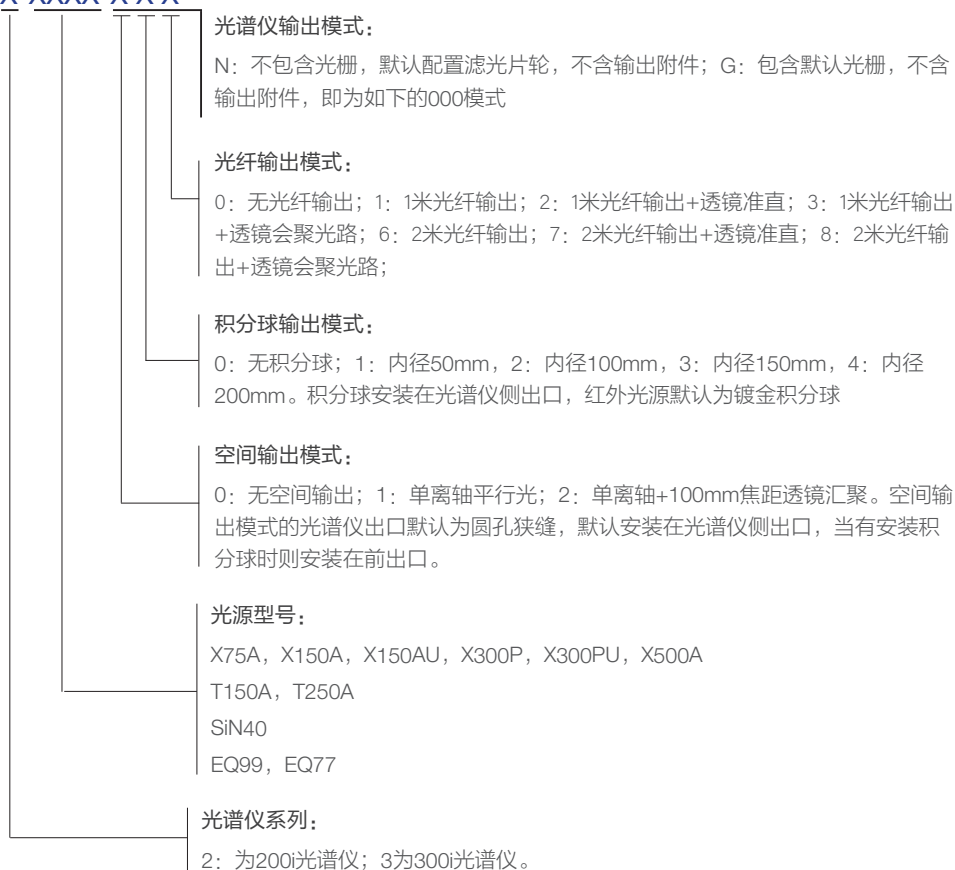 光谱仪输出模式：
N：不包含光栅，默认配置滤光片轮，不含输出附件；G：包含默认光栅，不含
输出附件，即为如下的000模式
光纤输出模式：
0：无光纤输出；1：1米光纤输出；2：1米光纤输出+透镜准直；3：1米光纤输出
+透镜会聚光路；6：2米光纤输出；7：2米光纤输出+透镜准直；8：2米光纤输
出+透镜会聚光路；
积分球输出模式：
0：无积分球；1：内径50mm，2：内径100mm，3：内径150mm，4：内径
200mm。积分球安装在光谱仪侧出口，红外光源默认为镀金积分球
空间输出模式：
0：无空间输出；1：单离轴平行光；2：单离轴+100mm焦距透镜汇聚。空间输
出模式的光谱仪出口默认为圆孔狭缝，默认安装在光谱仪侧出口，当有安装积
分球时则安装在前出口。
光源型号：
X75A，X150A，X150AU，X300P，X300PU，X500A
T150A，T250A
SiN40
EQ99，EQ77
光谱仪系列：
2：为200i光谱仪；3为300i光谱仪。